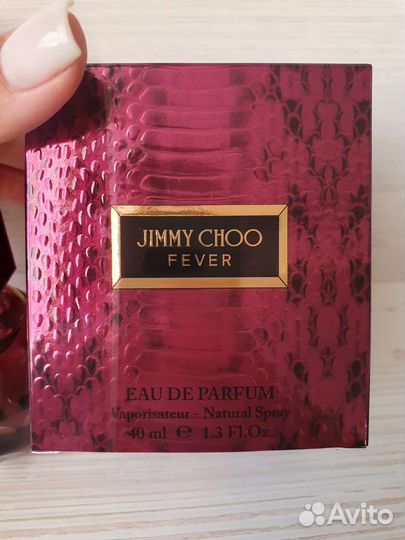 JIMMY CHOO
FEVER
EAU DE PARFUM
Vaporisateur - Natural Spray
40 ml ℮ 1.3 Fl.Oz.
Avito